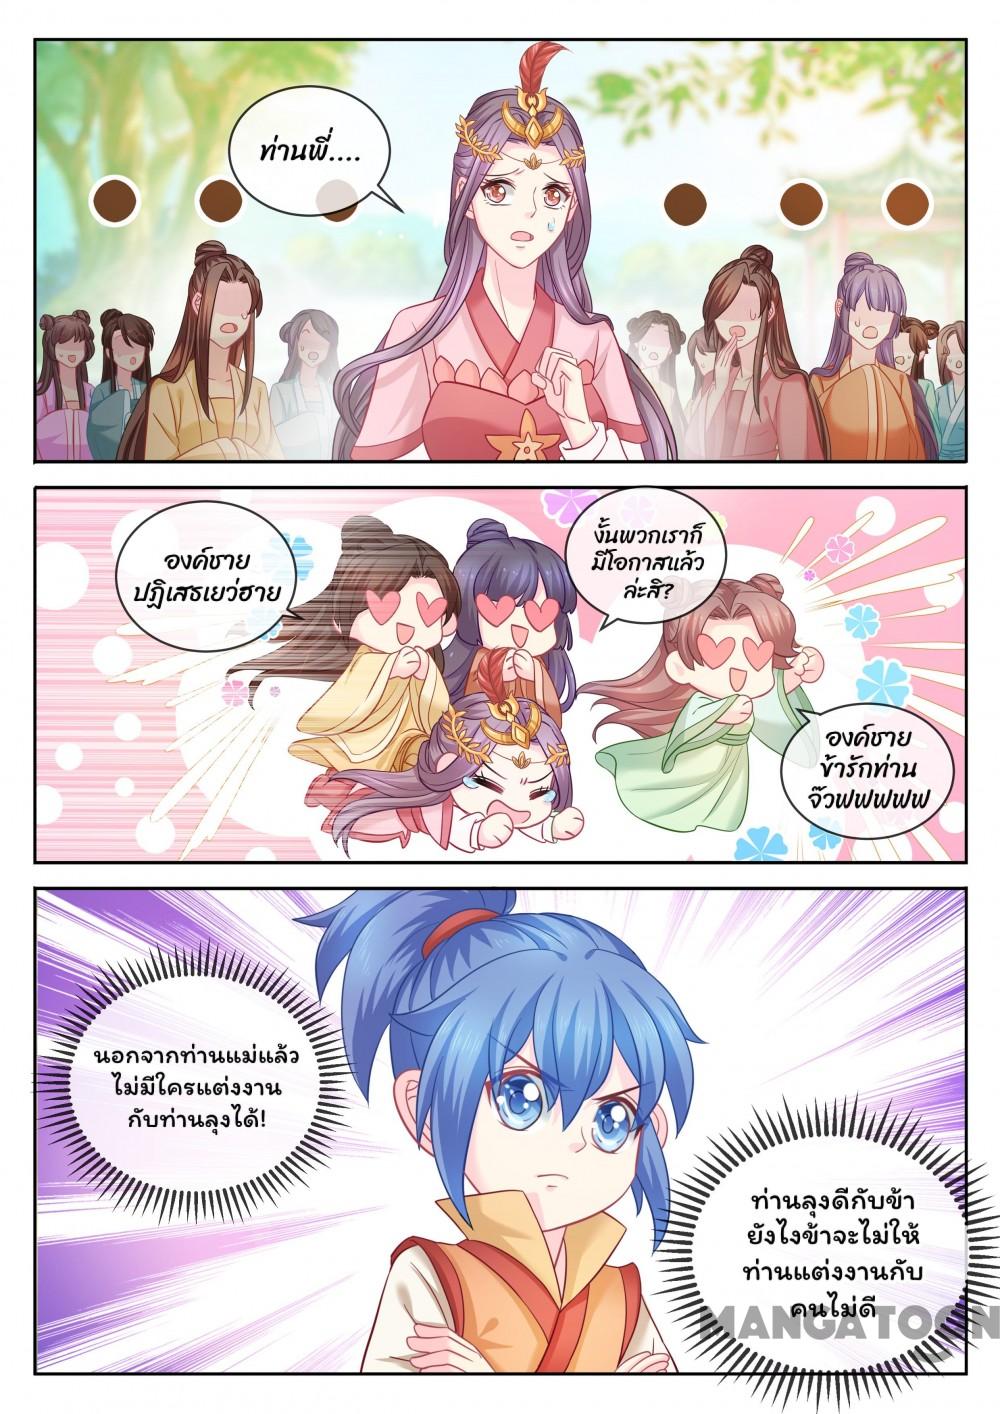 ท่านพี่....
องค์ชาย
ปฏิเสธเยว่ฮาย
งั้นพวกเราก็
มีโอกาสแล้ว
ล่ะสิ?
องค์ชาย
ข้ารักท่าน
จ๊วฟฟฟฟฟ
นอกจากท่านแม่แล้ว
ไม่มีใครแต่งงาน
กับท่านลุงได้!
ท่านลุงดีกับข้า
ยังไงข้าจะไม่ให้
ท่านแต่งงานกับ
คนไม่ดี
MANGATOON